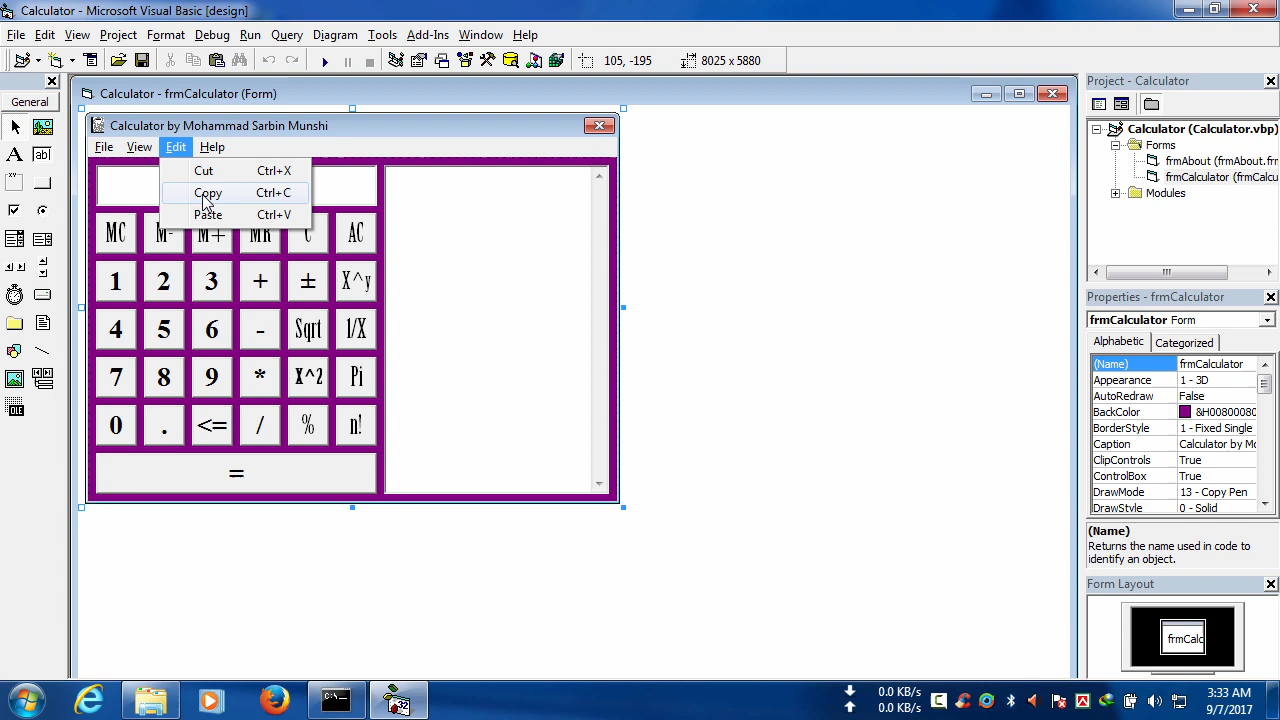 Calculator - Microsoft Visual Basic [design]
File Edit View Project Format Debug Run Query Diagram Tools Add-Ins Window Help
105, -195 8025 x 5880
General
Calculator - frmCalculator (Form)
Calculator by Mohammad Sarbin Munshi
File View Edit Help
Cut Ctrl+X
Copy Ctrl+C
Paste Ctrl+V
MC M- M+ MR C AC
1 2 3 + ± X^y
4 5 6 - Sqrt 1/X
7 8 9 * X^2 Pi
0 . <= / % n!
=
Project - Calculator
Calculator (Calculator.vbp)
Forms
frmAbout (frmAbout.fr
frmCalculator (frmCalcu
Modules
Properties - frmCalculator
frmCalculator Form
Alphabetic Categorized
(Name) frmCalculator
Appearance 1 - 3D
AutoRedraw False
BackColor &H0080080
BorderStyle 1 - Fixed Single
Caption Calculator by Mo
ClipControls True
ControlBox True
DrawMode 13 - Copy Pen
DrawStyle 0 - Solid
(Name)
Returns the name used in code to
identify an object.
Form Layout
frmCalc
32
0.0 KB/s
0.0 KB/s
3:33 AM
9/7/2017